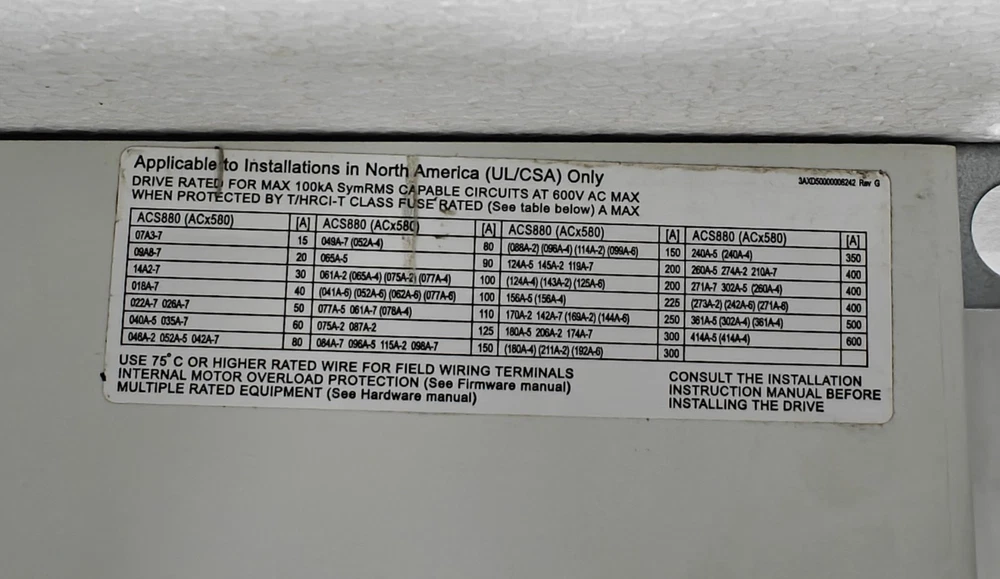 Applicable to Installations in North America (UL/CSA) Only
3AXD50000006242 Rev G
DRIVE RATED FOR MAX 100kA SymRMS CAPABLE CIRCUITS AT 600V AC MAX
WHEN PROTECTED BY T/HRCI-T CLASS FUSE RATED (See table below) A MAX
ACS880 (ACx580) [A] ACS880 (ACx580) [A] ACS880 (ACx580) [A] ACS880 (ACx580) [A]
07A3-7 15 049A-7 (052A-4) 80 (088A-2) (096A-4) (114A-2) (099A-6) 150 240A-5 (240A-4) 350
09A8-7 20 065A-5 90 124A-5 145A-2 119A-7 200 260A-5 274A-2 210A-7 400
14A2-7 30 061A-2 (065A-4) (075A-2) (077A-4) 100 (124A-4) (143A-2) (125A-6) 200 271A-7 302A-5 (260A-4) 400
018A-7 40 (041A-6) (052A-6) (062A-6) (077A-6) 100 156A-5 (156A-4) 225 (273A-2) (242A-6) (271A-6) 400
022A-7 026A-7 50 077A-5 061A-7 (078A-4) 110 170A-2 142A-7 (169A-2) (144A-6) 250 361A-5 (302A-4) (361A-4) 500
040A-5 035A-7 60 075A-2 087A-2 125 180A-5 206A-2 174A-7 300 414A-5 (414A-4) 600
046A-2 052A-5 042A-7 80 084A-7 096A-5 115A-2 098A-7 150 (180A-4) (211A-2) (192A-6) 300
USE 75°C OR HIGHER RATED WIRE FOR FIELD WIRING TERMINALS
INTERNAL MOTOR OVERLOAD PROTECTION (See Firmware manual)
MULTIPLE RATED EQUIPMENT (See Hardware manual)
CONSULT THE INSTALLATION
INSTRUCTION MANUAL BEFORE
INSTALLING THE DRIVE